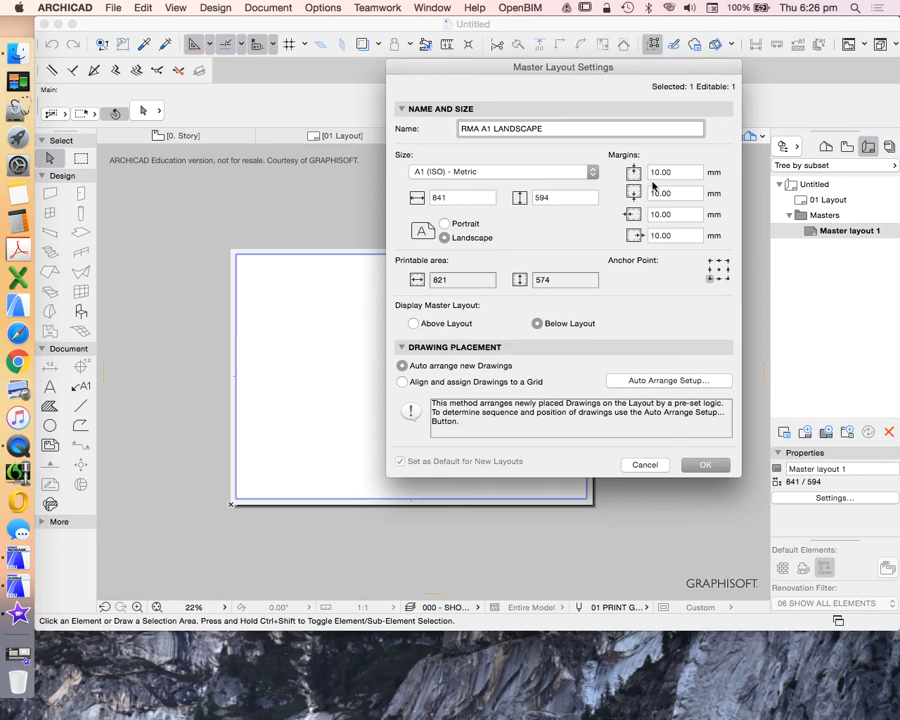 ARCHICAD File Edit View Design Document Options Teamwork Window Help OpenBIM 100% Thu 6:26 pm
Untitled
Master Layout Settings
Selected: 1 Editable: 1
Main:
NAME AND SIZE
Name: RMA A1 LANDSCAPE
Select
[0. Story]
[01 Layout]
ARCHICAD Education version, not for resale. Courtesy of GRAPHISOFT.
Size:
Margins:
A1 (ISO) - Metric
10.00 mm
10.00 mm
841
594
10.00 mm
10.00 mm
Portrait
Landscape
Printable area:
Anchor Point:
821
574
Display Master Layout:
Above Layout
Below Layout
DRAWING PLACEMENT
Auto arrange new Drawings
Align and assign Drawings to a Grid
Auto Arrange Setup...
This method arranges newly placed Drawings on the Layout by a pre-set logic.
To determine sequence and position of drawings use the Auto Arrange Setup...
Button.
Set as Default for New Layouts
Cancel
OK
Design
Document
A
A1
More
Tree by subset
Untitled
01 Layout
Masters
Master layout 1
Properties
Master layout 1
841 / 594
Settings...
Default Elements:
Renovation Filter:
06 SHOW ALL ELEMENTS
GRAPHISOFT
22%
0.00°
1:1
000 - SHO...
Entire Model
01 PRINT G...
Custom
Click an Element or Draw a Selection Area. Press and Hold Ctrl+Shift to Toggle Element/Sub-Element Selection.